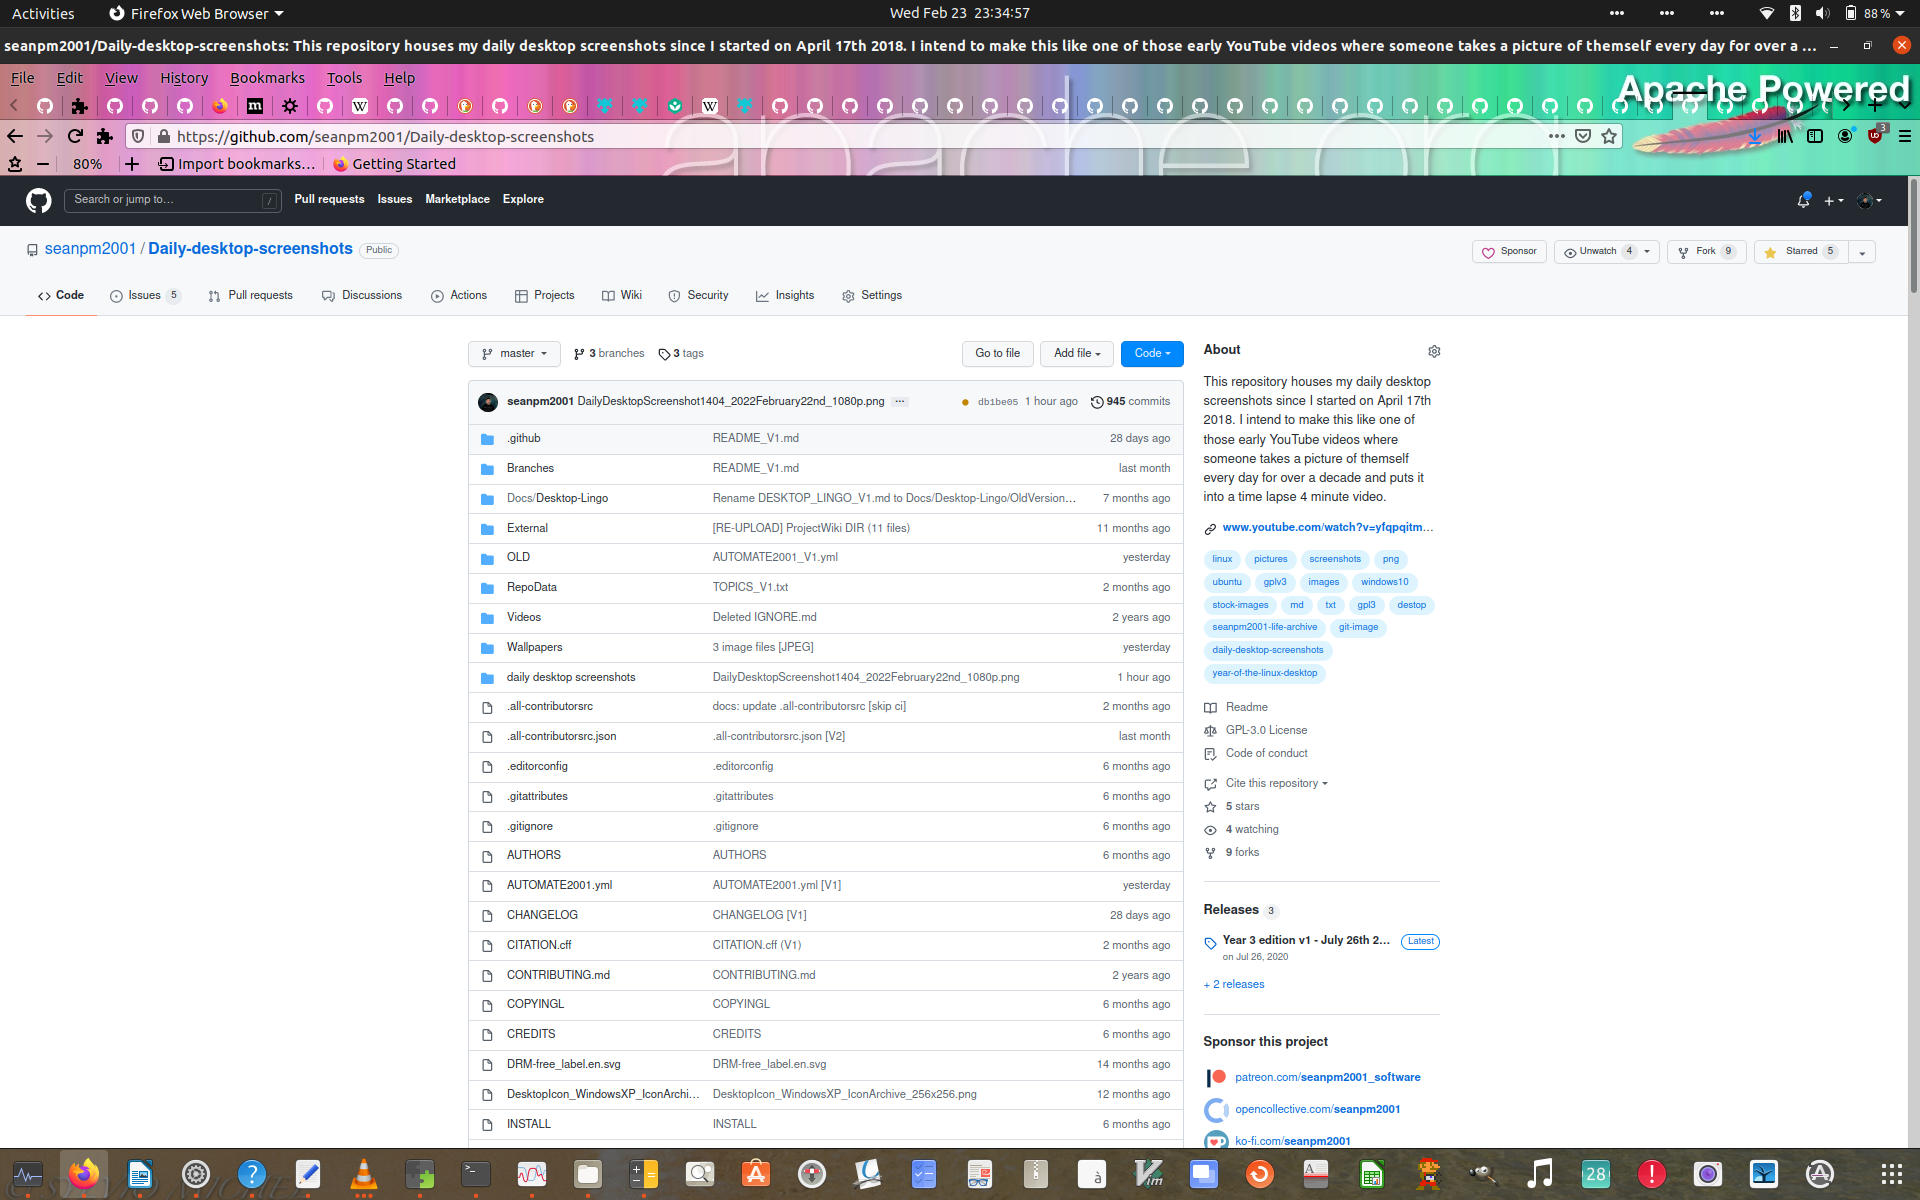 Activities Firefox Web Browser Wed Feb 23 23:34:57 88 %
seanpm2001/Daily-desktop-screenshots: This repository houses my daily desktop screenshots since I started on April 17th 2018. I intend to make this like one of those early YouTube videos where someone takes a picture of themself every day for over a ...
File Edit View History Bookmarks Tools Help
Apache Powered
https://github.com/seanpm2001/Daily-desktop-screenshots
3
80% Import bookmarks... Getting Started
apache.org
Search or jump to... / Pull requests Issues Marketplace Explore
seanpm2001 / Daily-desktop-screenshots Public
Sponsor Unwatch 4 Fork 9 Starred 5
Code Issues 5 Pull requests Discussions Actions Projects Wiki Security Insights Settings
master 3 branches 3 tags Go to file Add file Code
seanpm2001 DailyDesktopScreenshot1404_2022February22nd_1080p.png ... db1be05 1 hour ago 945 commits
.github README_V1.md 28 days ago
Branches README_V1.md last month
Docs/Desktop-Lingo Rename DESKTOP_LINGO_V1.md to Docs/Desktop-Lingo/OldVersion... 7 months ago
External [RE-UPLOAD] ProjectWiki DIR (11 files) 11 months ago
OLD AUTOMATE2001_V1.yml yesterday
RepoData TOPICS_V1.txt 2 months ago
Videos Deleted IGNORE.md 2 years ago
Wallpapers 3 image files [JPEG] yesterday
daily desktop screenshots DailyDesktopScreenshot1404_2022February22nd_1080p.png 1 hour ago
.all-contributorsrc docs: update .all-contributorsrc [skip ci] 2 months ago
.all-contributorsrc.json .all-contributorsrc.json [V2] last month
.editorconfig .editorconfig 6 months ago
.gitattributes .gitattributes 6 months ago
.gitignore .gitignore 6 months ago
AUTHORS AUTHORS 6 months ago
AUTOMATE2001.yml AUTOMATE2001.yml [V1] yesterday
CHANGELOG CHANGELOG [V1] 28 days ago
CITATION.cff CITATION.cff (V1) 2 months ago
CONTRIBUTING.md CONTRIBUTING.md 2 years ago
COPYINGL COPYINGL 6 months ago
CREDITS CREDITS 6 months ago
DRM-free_label.en.svg DRM-free_label.en.svg 14 months ago
DesktopIcon_WindowsXP_IconArchi... DesktopIcon_WindowsXP_IconArchive_256x256.png 12 months ago
INSTALL INSTALL 6 months ago
About
This repository houses my daily desktop
screenshots since I started on April 17th
2018. I intend to make this like one of
those early YouTube videos where
someone takes a picture of themself
every day for over a decade and puts it
into a time lapse 4 minute video.
www.youtube.com/watch?v=yfqpqitm...
linux pictures screenshots png
ubuntu gplv3 images windows10
stock-images md txt gpl3 destop
seanpm2001-life-archive git-image
daily-desktop-screenshots
year-of-the-linux-desktop
Readme
GPL-3.0 License
Code of conduct
Cite this repository
5 stars
4 watching
9 forks
Releases 3
Year 3 edition v1 - July 26th 2... Latest
on Jul 26, 2020
+ 2 releases
Sponsor this project
patreon.com/seanpm2001_software
opencollective.com/seanpm2001
ko-fi.com/seanpm2001
28